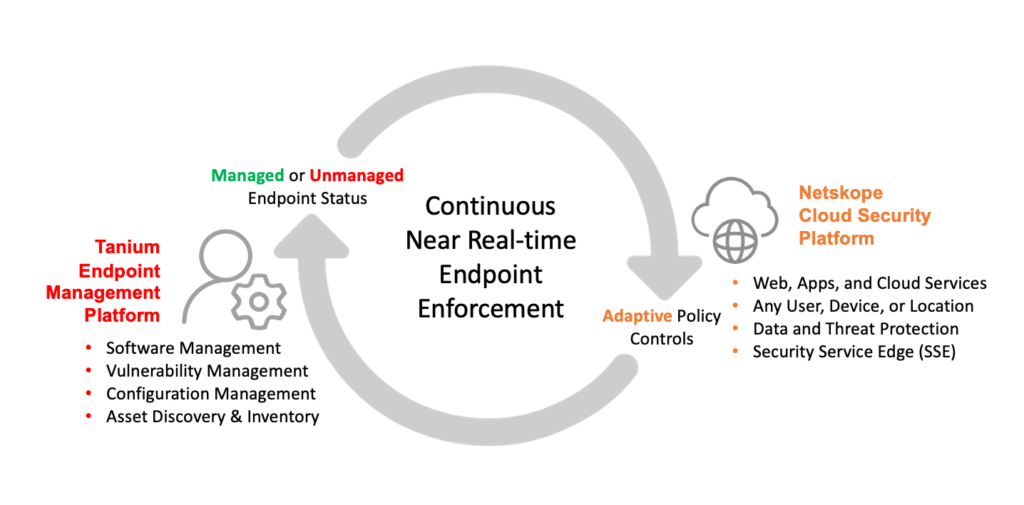 Managed or Unmanaged
Endpoint Status
Continuous
Near Real-time
Endpoint
Enforcement
Tanium
Endpoint
Management
Platform
• Software Management
• Vulnerability Management
• Configuration Management
• Asset Discovery & Inventory
Netskope
Cloud Security
Platform
• Web, Apps, and Cloud Services
• Any User, Device, or Location
• Data and Threat Protection
• Security Service Edge (SSE)
Adaptive Policy
Controls